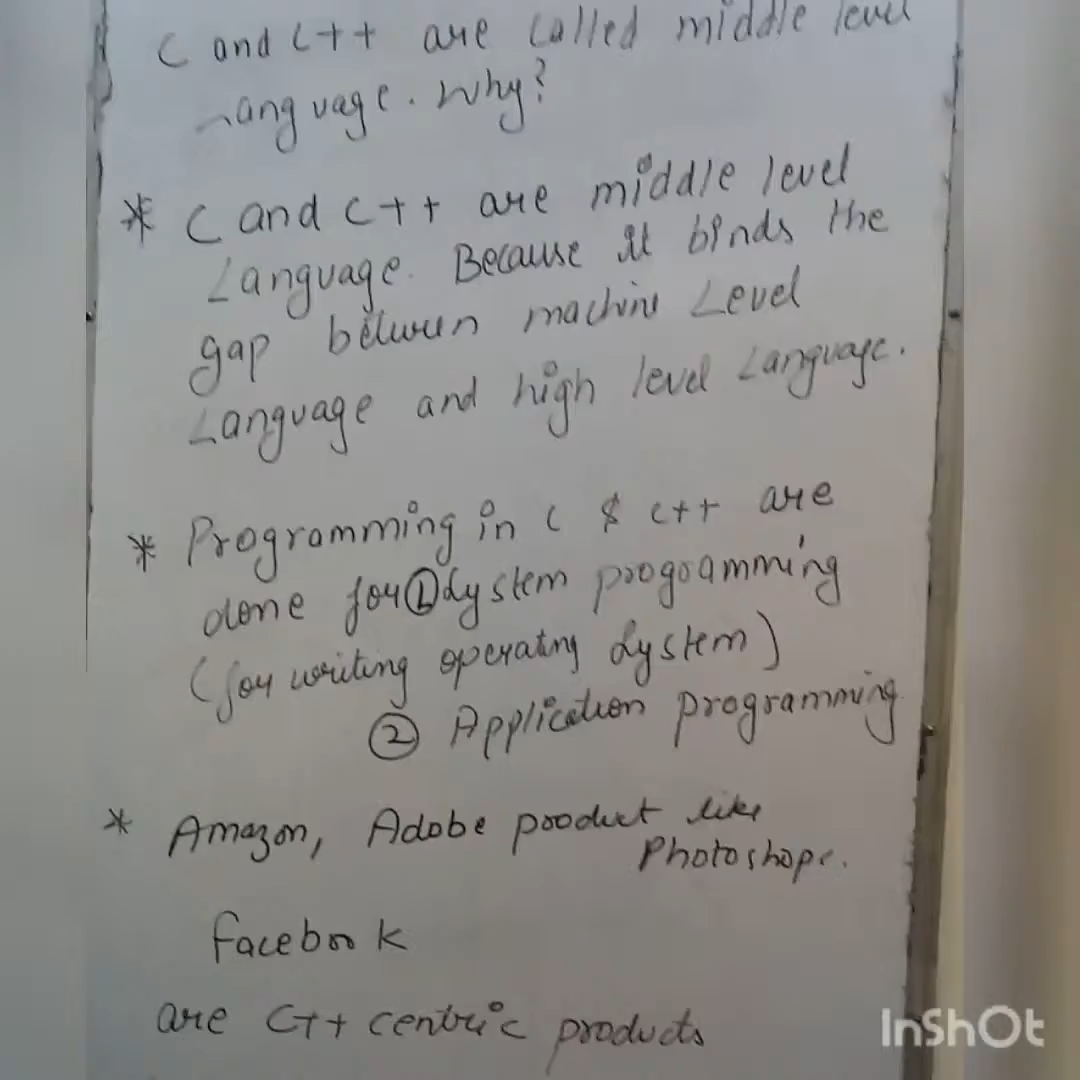 C and C++ are called middle level
Language. Why?
* C and C++ are middle level
Language. Because it binds the
gap between machine Level
Language and high level Language.
* Programming in C & C++ are
done for ① System programming
(for writing operating system)
② Application programming
* Amazon, Adobe product like
Photoshope.
facebook
are C++ centric products
InShOt